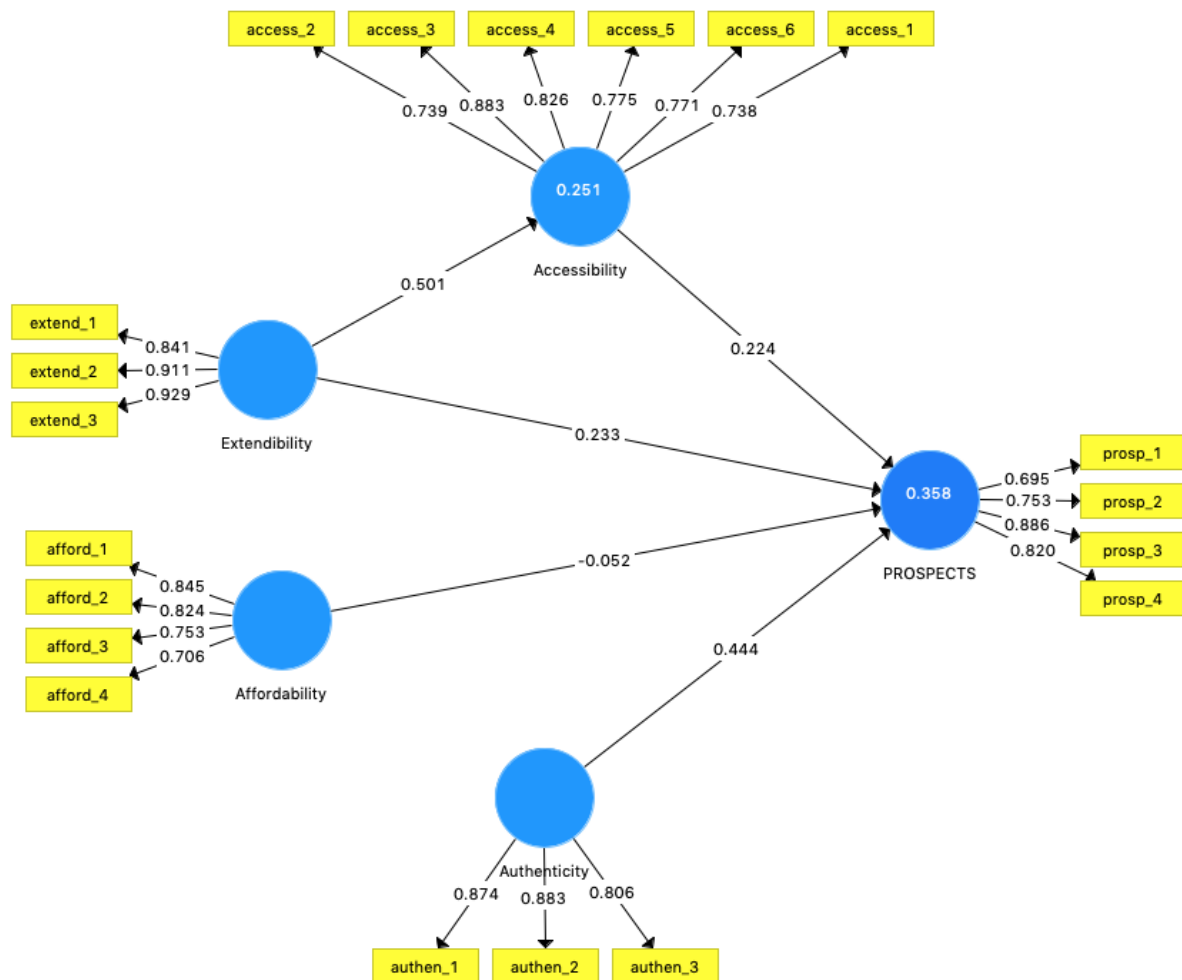 access_2 access_3 access_4 access_5 access_6 access_1
0.739 0.883 0.826 0.775 0.771 0.738
0.251
Accessibility
0.501
0.224
extend_1
extend_2
extend_3
0.841
0.911
0.929
Extendibility
0.233
0.358
PROSPECTS
0.695
0.753
0.886
0.820
prosp_1
prosp_2
prosp_3
prosp_4
afford_1
afford_2
afford_3
afford_4
0.845
0.824
0.753
0.706
Affordability
-0.052
0.444
Authenticity
0.874 0.883 0.806
authen_1 authen_2 authen_3